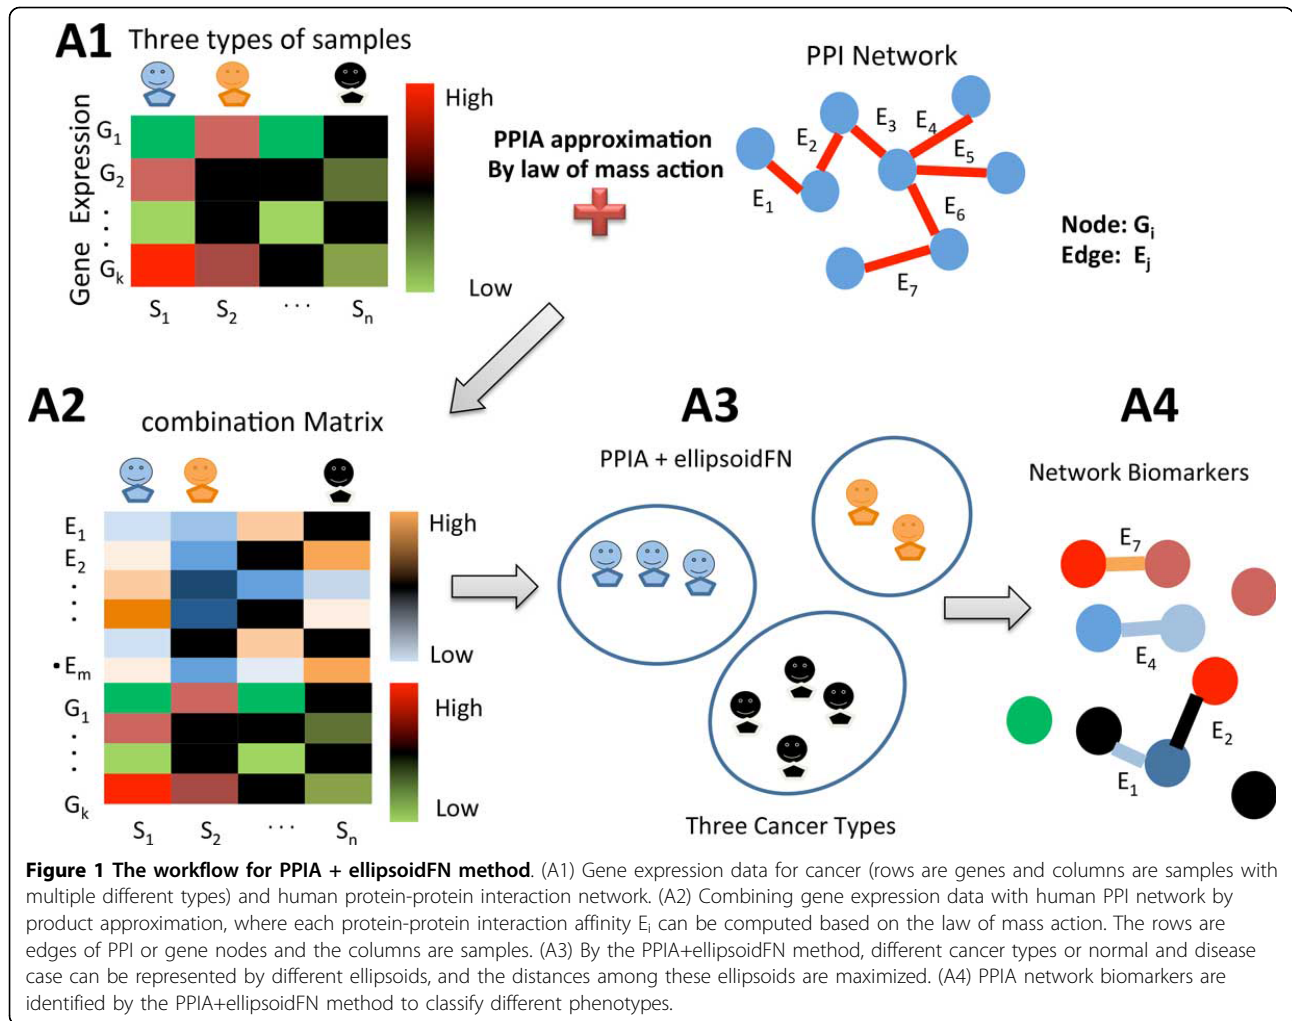 A1 Three types of samples
PPI Network
Gene Expression
G1
G2
⋮
Gk
S1 S2 ··· Sn
High
Low
PPIA approximation
By law of mass action
E1
E2
E3
E4
E5
E6
E7
Node: Gi
Edge: Ej
A2
combination Matrix
E1
E2
⋮
•Em
G1
⋮
Gk
S1 S2 ··· Sn
High
Low
High
Low
A3
PPIA + ellipsoidFN
Three Cancer Types
A4
Network Biomarkers
E7
E4
E2
E1
Figure 1 The workflow for PPIA + ellipsoidFN method. (A1) Gene expression data for cancer (rows are genes and columns are samples with
multiple different types) and human protein-protein interaction network. (A2) Combining gene expression data with human PPI network by
product approximation, where each protein-protein interaction affinity Ei can be computed based on the law of mass action. The rows are
edges of PPI or gene nodes and the columns are samples. (A3) By the PPIA+ellipsoidFN method, different cancer types or normal and disease
case can be represented by different ellipsoids, and the distances among these ellipsoids are maximized. (A4) PPIA network biomarkers are
identified by the PPIA+ellipsoidFN method to classify different phenotypes.